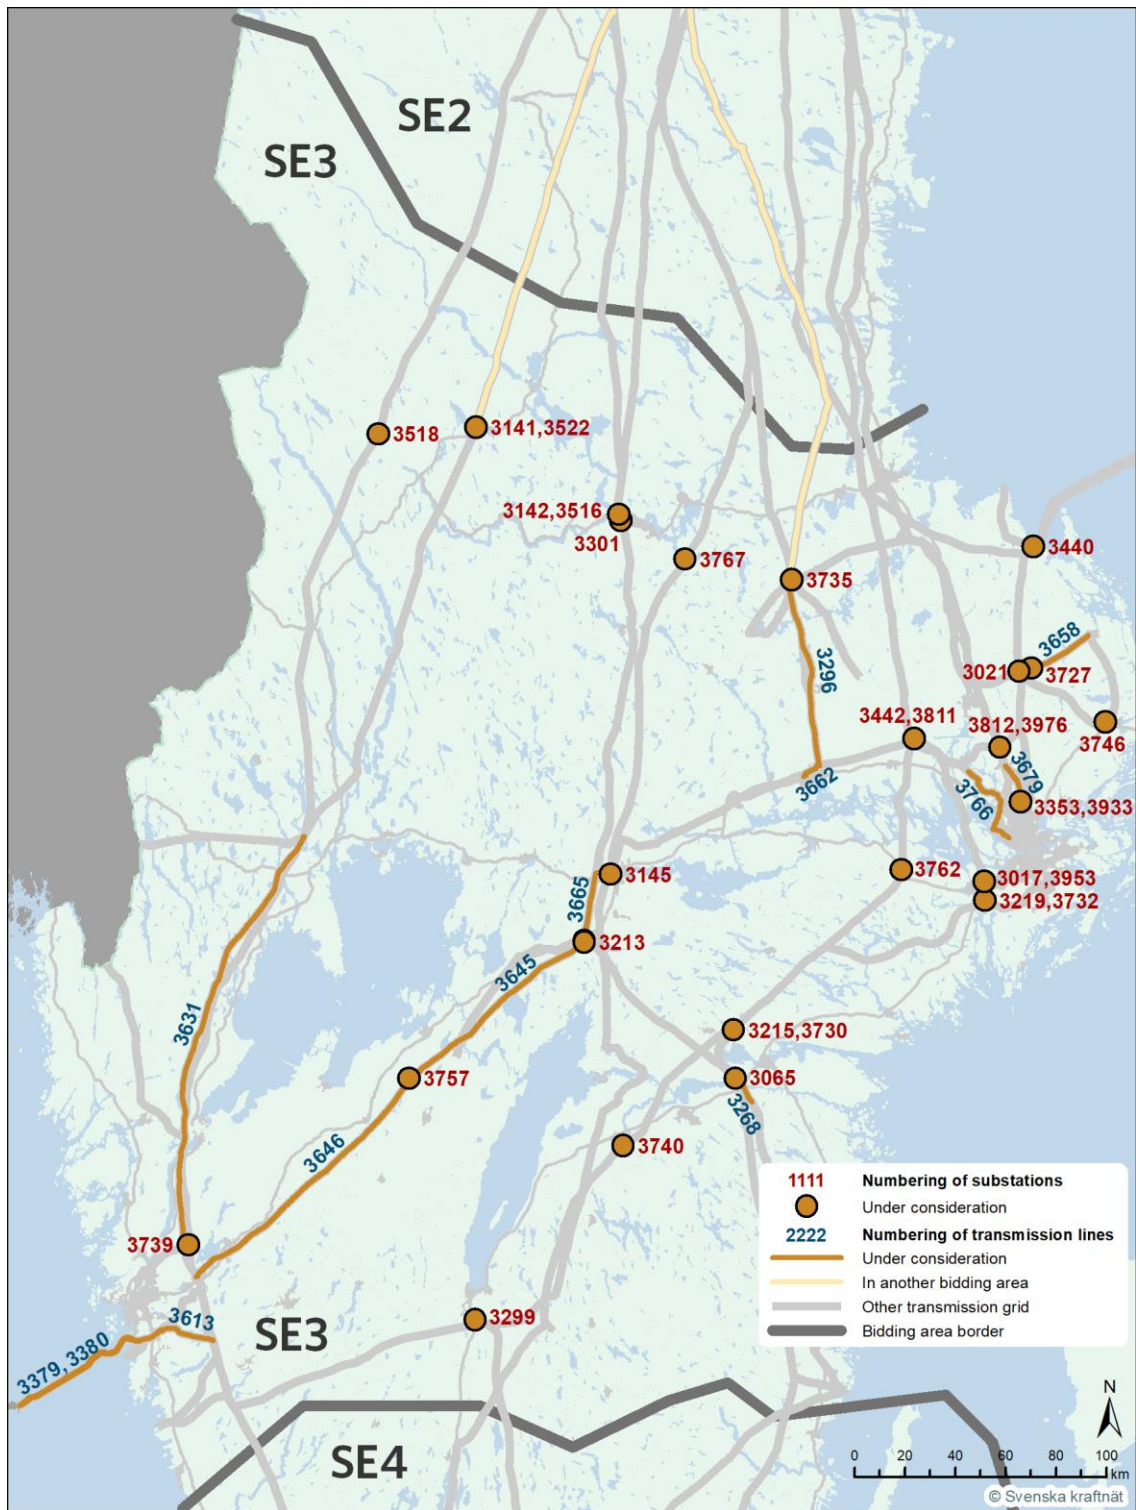 SE2
SE3
3518
3141,3522
3142,3516
3301
3767
3440
3735
3658
3021
3727
3296
3442,3811
3812,3976
3746
3679
3662
3766
3353,3933
3145
3762
3017,3953
3665
3219,3732
3213
3645
3631
3215,3730
3757
3065
3268
3646
3740
3739
3613
3299
SE3
3379, 3380
SE4
1111 Numbering of substations
Under consideration
2222 Numbering of transmission lines
Under consideration
In another bidding area
Other transmission grid
Bidding area border
N
0 20 40 60 80 100
km
© Svenska kraftnät